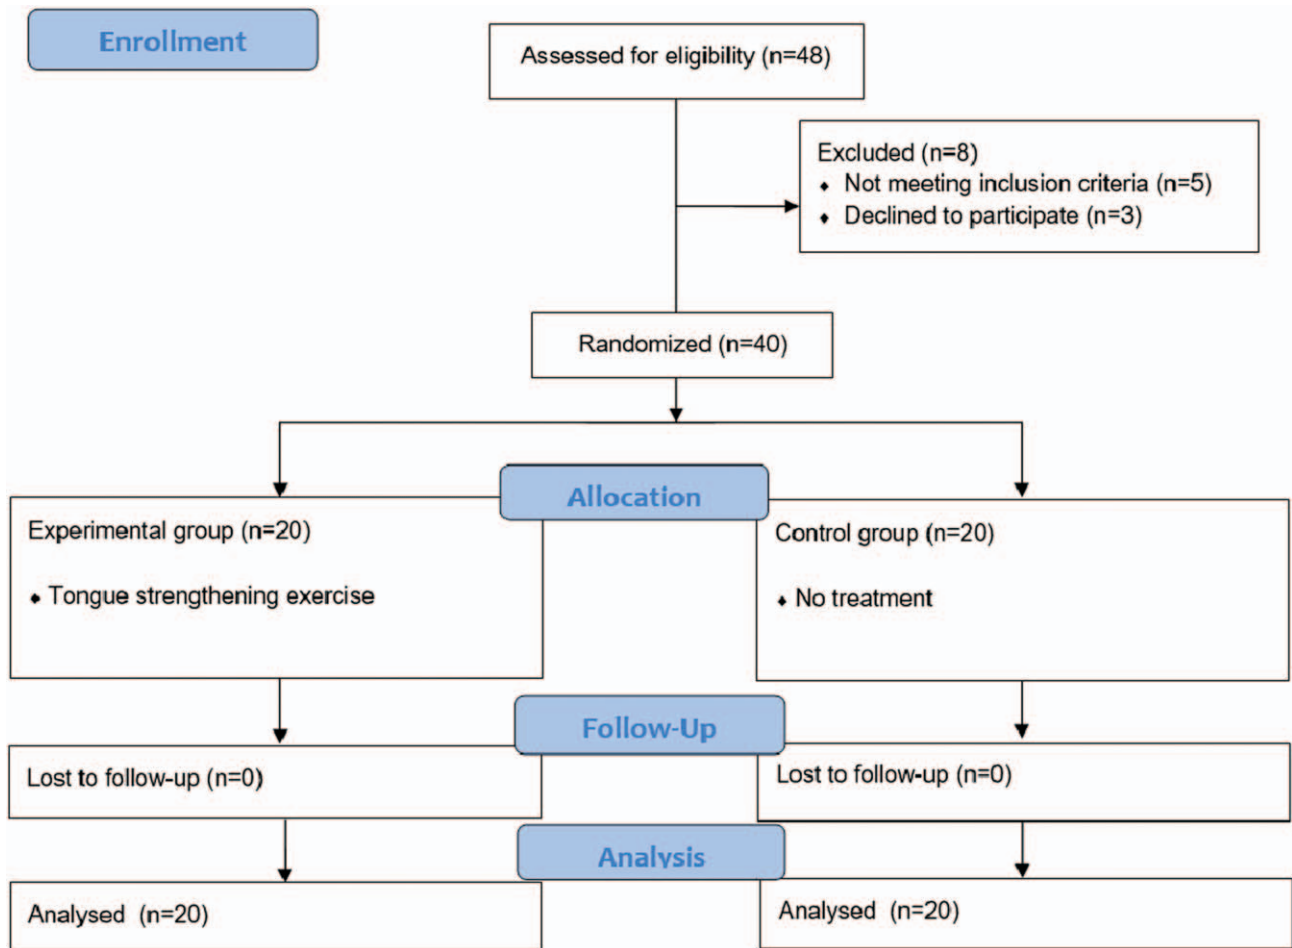 Enrollment
Assessed for eligibility (n=48)
Excluded (n=8)
♦ Not meeting inclusion criteria (n=5)
♦ Declined to participate (n=3)
Randomized (n=40)
Allocation
Experimental group (n=20)
♦ Tongue strengthening exercise
Control group (n=20)
♦ No treatment
Follow-Up
Lost to follow-up (n=0)
Lost to follow-up (n=0)
Analysis
Analysed (n=20)
Analysed (n=20)